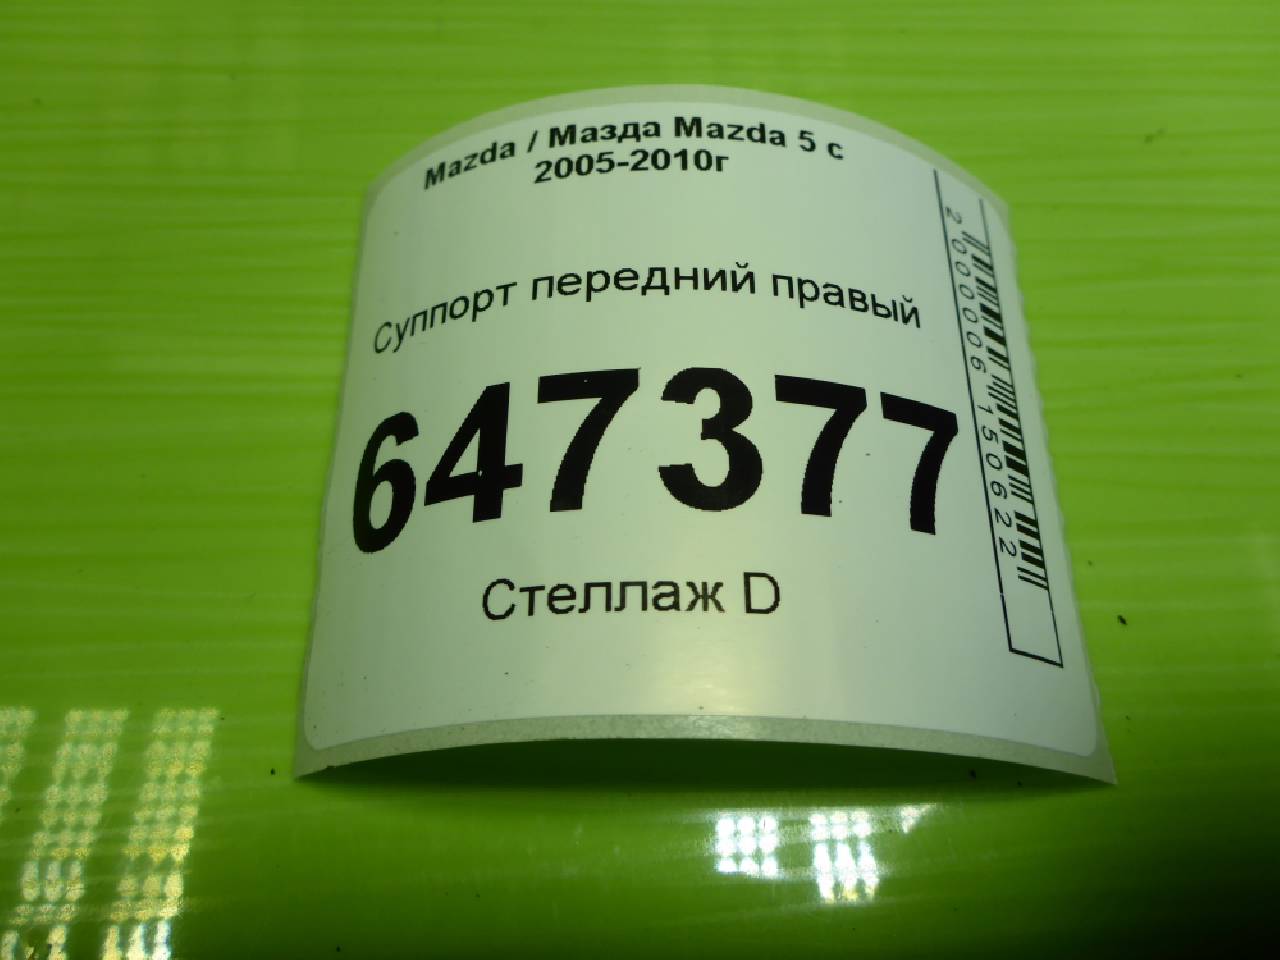 Mazda / Мазда Mazda 5 с
2005-2010г
Суппорт передний правый
647377
Стеллаж D
2000006150622